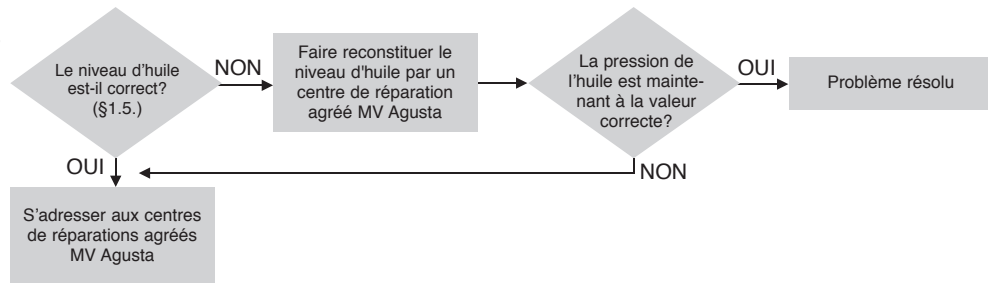 Le niveau d’huile
est-il correct?
(§1.5.)
NON
Faire reconstituer le
niveau d'huile par un
centre de réparation
agréé MV Agusta
La pression de
l’huile est mainte-
nant à la valeur
correcte?
OUI
Problème résolu
OUI
NON
S’adresser aux centres
de réparations agréés
MV Agusta